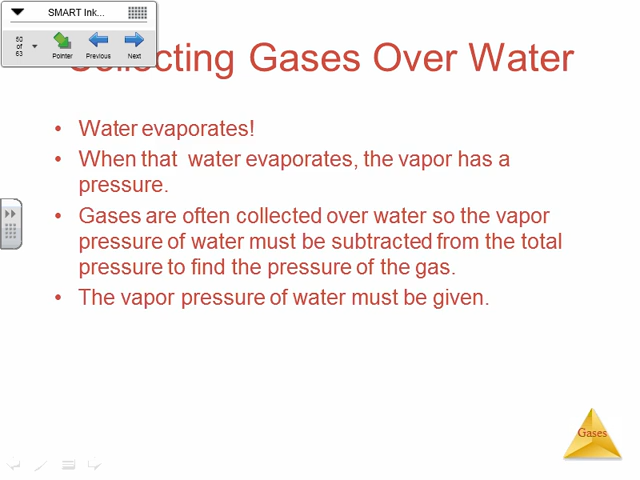 SMART Ink...
50
of
63
Pointer
Previous
Next
Collecting Gases Over Water
• Water evaporates!
• When that  water evaporates, the vapor has a
pressure.
• Gases are often collected over water so the vapor
pressure of water must be subtracted from the total
pressure to find the pressure of the gas.
• The vapor pressure of water must be given.
Gases